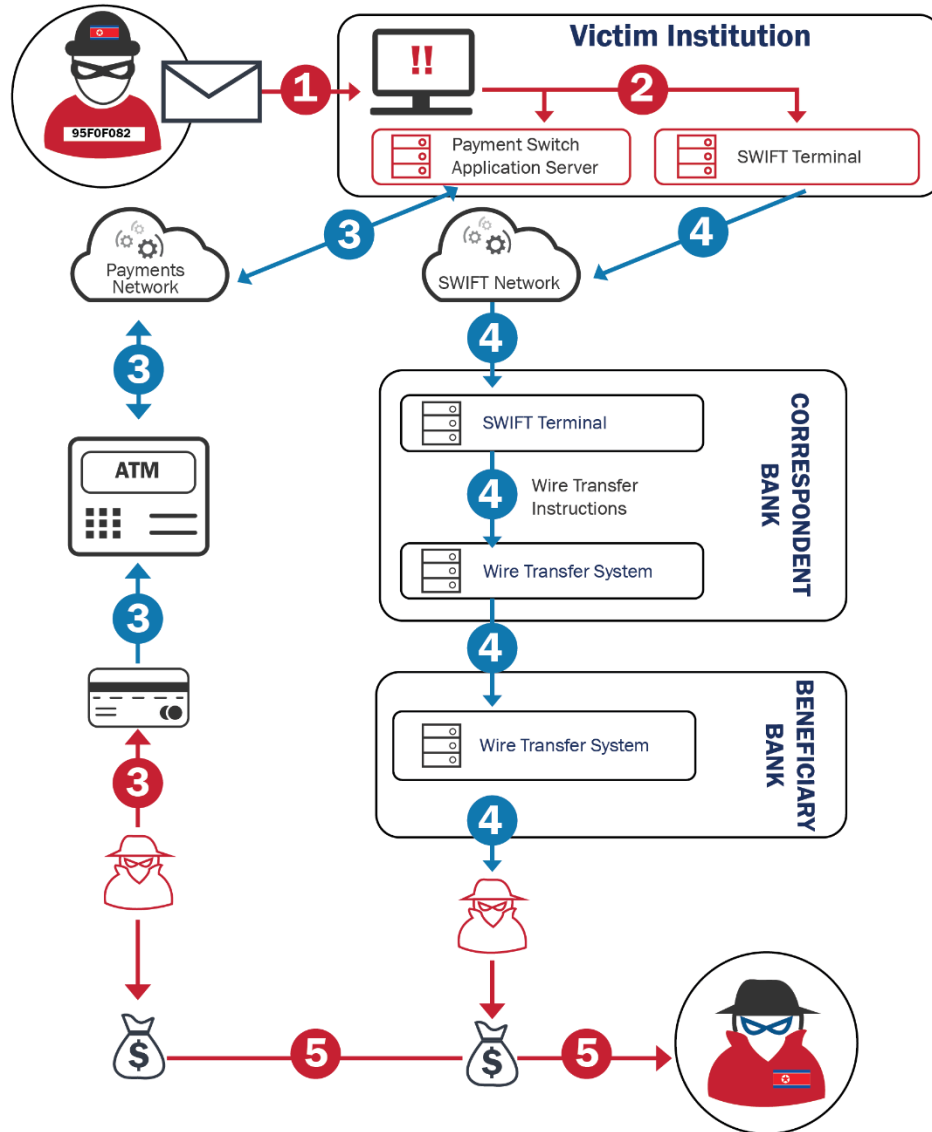 Victim Institution
!!
1
2
95F0F082
Payment Switch
Application Server
SWIFT Terminal
3
4
Payments
Network
SWIFT Network
3
4
CORRESPONDENT
BANK
SWIFT Terminal
ATM
4
Wire Transfer
Instructions
Wire Transfer System
3
4
BENEFICIARY
BANK
Wire Transfer System
3
4
$
5
$
5